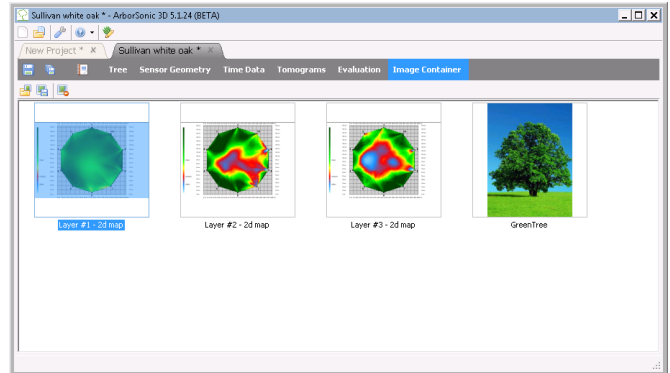 Sullivan white oak * - ArborSonic 3D 5.1.24 (BETA)
New Project * X Sullivan white oak * X
Tree Sensor Geometry Time Data Tomograms Evaluation Image Container
Layer #1 - 2d map Layer #2 - 2d map Layer #3 - 2d map GreenTree